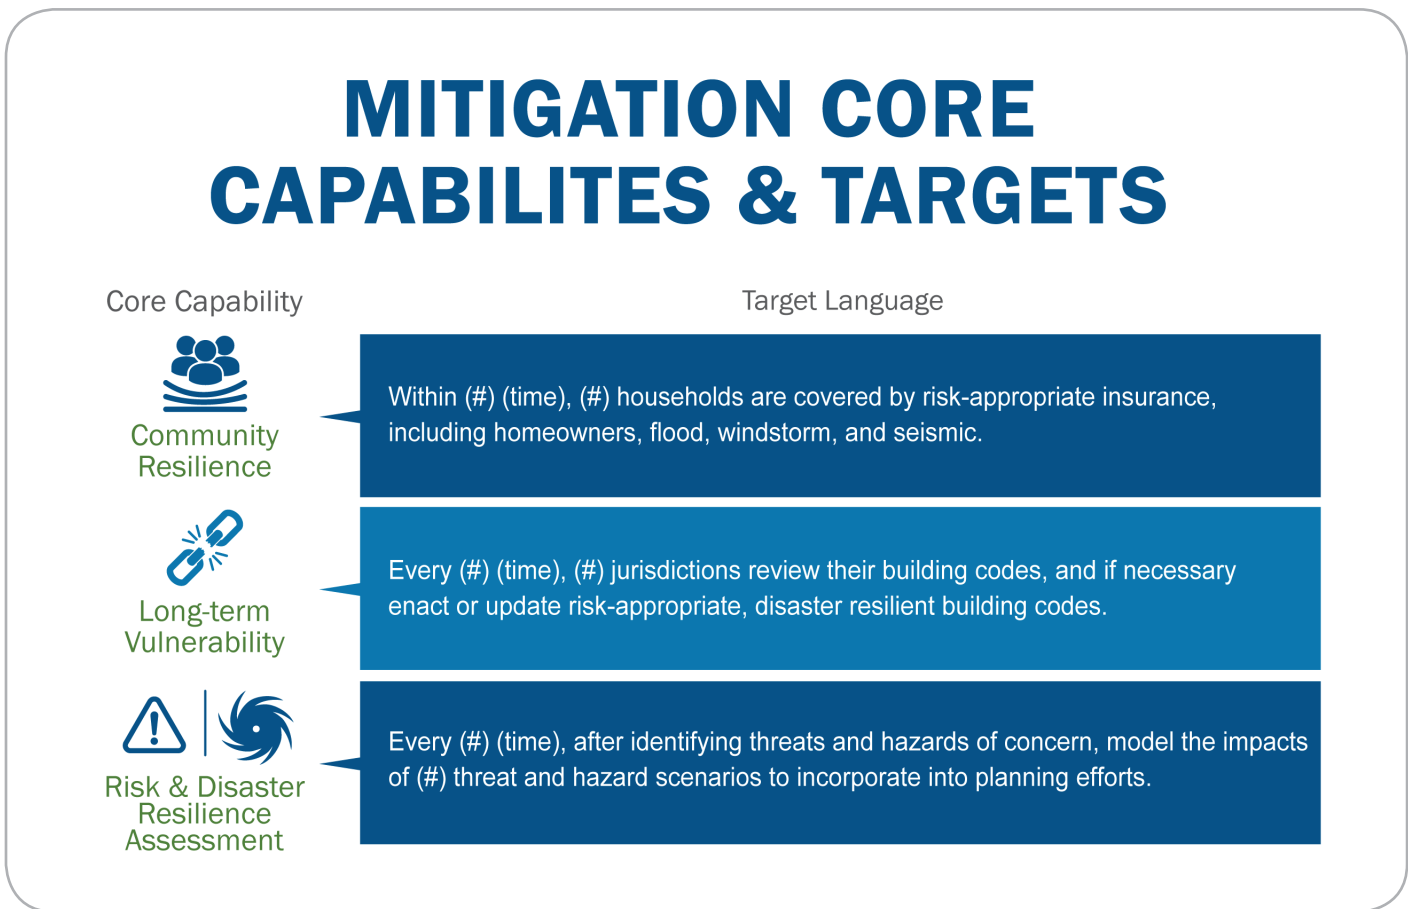 MITIGATION CORE
CAPABILITES & TARGETS
Core Capability
Target Language
Community
Resilience
Within (#) (time), (#) households are covered by risk-appropriate insurance,
including homeowners, flood, windstorm, and seismic.
Long-term
Vulnerability
Every (#) (time), (#) jurisdictions review their building codes, and if necessary
enact or update risk-appropriate, disaster resilient building codes.
Risk & Disaster
Resilience
Assessment
Every (#) (time), after identifying threats and hazards of concern, model the impacts
of (#) threat and hazard scenarios to incorporate into planning efforts.